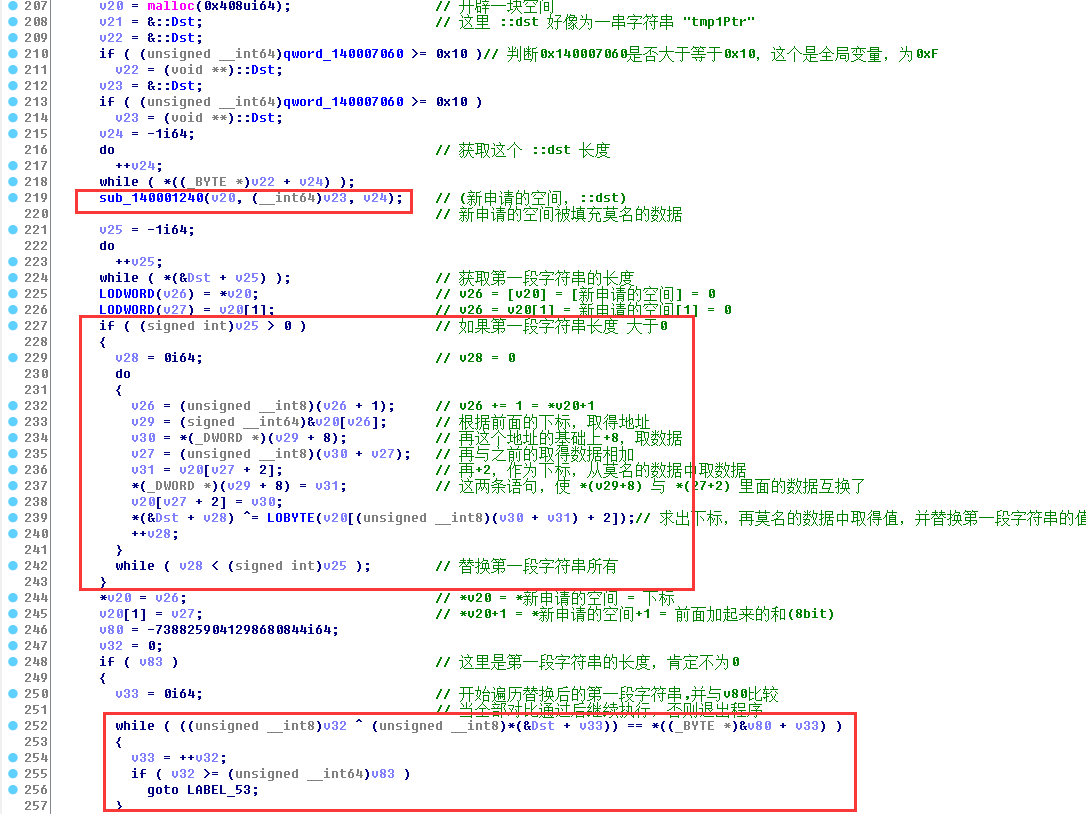 207 v20 = malloc(0x408ui64); // 开辟一块空间
208 v21 = &::Dst; // 这里 ::dst 好像为一串字符串 "tmp1Ptr"
209 v22 = &::Dst;
210 if ( (unsigned __int64)qword_140007060 >= 0x10 )// 判断0x140007060是否大于等于0x10, 这个是全局变量, 为0xF
211 v22 = (void **)::Dst;
212 v23 = &::Dst;
213 if ( (unsigned __int64)qword_140007060 >= 0x10 )
214 v23 = (void **)::Dst;
215 v24 = -1i64;
216 do // 获取这个 ::dst 长度
217 ++v24;
218 while ( *((_BYTE *)v22 + v24) );
219 sub_140001240(v20, (__int64)v23, v24); // (新申请的空间, ::dst)
220 // 新申请的空间被填充莫名的数据
221 v25 = -1i64;
222 do
223 ++v25;
224 while ( *(&Dst + v25) ); // 获取第一段字符串的长度
225 LODWORD(v26) = *v20; // v26 = [v20] = [新申请的空间] = 0
226 LODWORD(v27) = v20[1]; // v26 = v20[1] = 新申请的空间[1] = 0
227 if ( (signed int)v25 > 0 ) // 如果第一段字符串长度 大于0
228 {
229 v28 = 0i64; // v28 = 0
230 do
231 {
232 v26 = (unsigned __int8)(v26 + 1); // v26 += 1 = *v20+1
233 v29 = (signed __int64)&v20[v26]; // 根据前面的下标, 取得地址
234 v30 = *(_DWORD *)(v29 + 8); // 再这个地址的基础上+8, 取数据
235 v27 = (unsigned __int8)(v30 + v27); // 再与之前的取得数据相加
236 v31 = v20[v27 + 2]; // 再+2, 作为下标, 从莫名的数据中取数据
237 *(_DWORD *)(v29 + 8) = v31; // 这两条语句, 使 *(v29+8) 与 *(27+2) 里面的数据互换了
238 v20[v27 + 2] = v30;
239 *(&Dst + v28) ^= LOBYTE(v20[(unsigned __int8)(v30 + v31) + 2]);// 求出下标, 再莫名的数据中取得值, 并替换第一段字符串的值
240 ++v28;
241 }
242 while ( v28 < (signed int)v25 ); // 替换第一段字符串所有
243 }
244 *v20 = v26; // *v20 = *新申请的空间 = 下标
245 v20[1] = v27; // *v20+1 = *新申请的空间+1 = 前面加起来的和(8bit)
246 v80 = -7388259041298680844i64;
247 v32 = 0;
248 if ( v83 ) // 这里是第一段字符串的长度, 肯定不为0
249 {
250 v33 = 0i64; // 开始遍历替换后的第一段字符串,并与v80比较
251 // 当全部对比通过后继续执行, 否则退出程序
252 while ( ((unsigned __int8)v32 ^ (unsigned __int8)*(&Dst + v33)) == *((_BYTE *)&v80 + v33) )
253 {
254 v33 = ++v32;
255 if ( v32 >= (unsigned __int64)v83 )
256 goto LABEL_53;
257 }